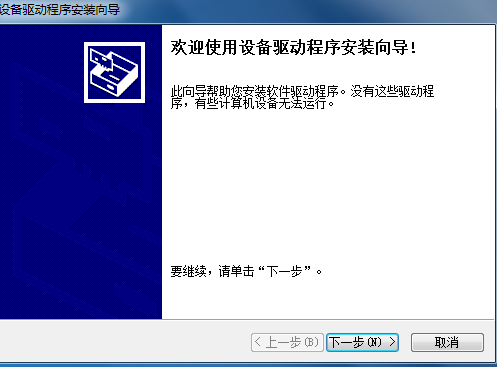 设备驱动程序安装向导
欢迎使用设备驱动程序安装向导!
此向导帮助您安装软件驱动程序。没有这些驱动程
序，有些计算机设备无法运行。
要继续，请单击“下一步”。
< 上一步(B)
下一步(N) >
取消